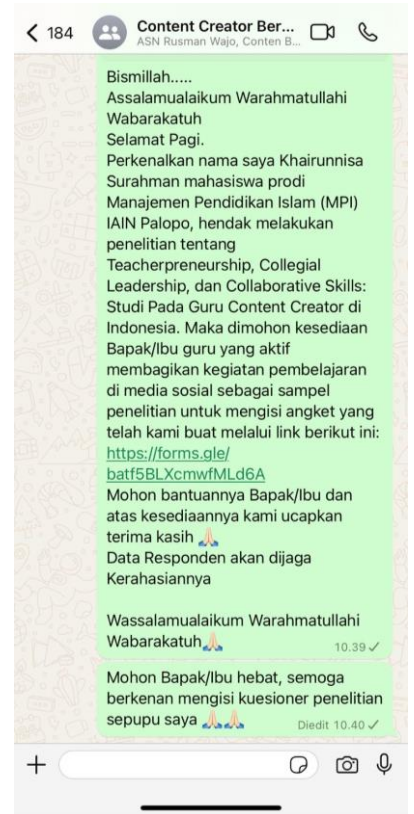 184
Content Creator Ber...
ASN Rusman Wajo, Conten B...
Bismillah.....
Assalamualaikum Warahmatullahi
Wabarakatuh
Selamat Pagi.
Perkenalkan nama saya Khairunnisa
Surahman mahasiswa prodi
Manajemen Pendidikan Islam (MPI)
IAIN Palopo, hendak melakukan
penelitian tentang
Teacherpreneurship, Collegial
Leadership, dan Collaborative Skills:
Studi Pada Guru Content Creator di
Indonesia. Maka dimohon kesediaan
Bapak/Ibu guru yang aktif
membagikan kegiatan pembelajaran
di media sosial sebagai sampel
penelitian untuk mengisi angket yang
telah kami buat melalui link berikut ini:
https://forms.gle/
batf5BLXcmwfMLd6A
Mohon bantuannya Bapak/Ibu dan
atas kesediaannya kami ucapkan
terima kasih 🙏🏻
Data Responden akan dijaga
Kerahasiannya
Wassalamualaikum Warahmatullahi
Wabarakatuh🙏🏻 10.39
Mohon Bapak/Ibu hebat, semoga
berkenan mengisi kuesioner penelitian
sepupu saya 🙏🏻🙏🏻 Diedit 10.40